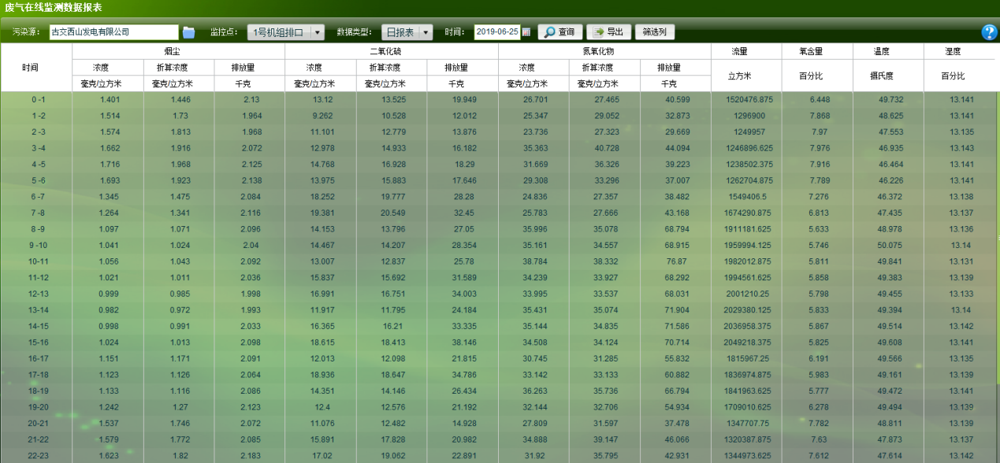 废气在线监测数据报表
污染源： 古交西山发电有限公司 监控点： 1号机组排口 数据类型： 日报表 时间： 2019-06-25 查询 导出 筛选列
时间 烟尘 二氧化硫 氮氧化物 流量 氧含量 温度 湿度
浓度 折算浓度 排放量 浓度 折算浓度 排放量 浓度 折算浓度 排放量 立方米 百分比 摄氏度 百分比
毫克/立方米 毫克/立方米 千克 毫克/立方米 毫克/立方米 千克 毫克/立方米 毫克/立方米 千克
0-1 1.401 1.446 2.13 13.12 13.525 19.949 26.701 27.465 40.599 1520476.875 6.448 49.732 13.141
1-2 1.514 1.73 1.964 9.262 10.528 12.012 25.347 29.052 32.873 1296900 7.868 48.625 13.141
2-3 1.574 1.813 1.968 11.101 12.779 13.876 23.736 27.323 29.669 1249957 7.97 47.553 13.135
3-4 1.662 1.916 2.072 12.978 14.933 16.182 35.363 40.728 44.094 1246896.625 7.976 46.935 13.143
4-5 1.716 1.968 2.125 14.768 16.928 18.29 31.669 36.326 39.223 1238502.375 7.916 46.464 13.141
5-6 1.693 1.923 2.138 13.975 15.883 17.646 29.308 33.296 37.007 1262704.875 7.789 46.226 13.141
6-7 1.345 1.475 2.084 18.252 19.777 28.28 24.836 27.357 38.482 1549406.5 7.276 46.372 13.138
7-8 1.264 1.341 2.116 19.381 20.549 32.45 25.783 27.666 43.168 1674290.875 6.813 47.435 13.137
8-9 1.097 1.071 2.096 14.153 13.796 27.05 35.996 35.078 68.794 1911181.625 5.633 48.978 13.136
9-10 1.041 1.024 2.04 14.467 14.207 28.354 35.161 34.557 68.915 1959994.125 5.746 50.075 13.14
10-11 1.056 1.043 2.092 13.007 12.837 25.78 38.784 38.332 76.87 1982012.875 5.811 49.841 13.131
11-12 1.021 1.011 2.036 15.837 15.692 31.589 34.239 33.927 68.292 1994561.625 5.858 49.383 13.139
12-13 0.999 0.985 1.998 16.991 16.751 34.003 33.995 33.537 68.031 2001210.25 5.798 49.455 13.133
13-14 0.982 0.972 1.993 11.917 11.795 24.184 35.431 35.074 71.904 2029380.125 5.833 49.394 13.14
14-15 0.998 0.991 2.033 16.365 16.21 33.335 35.144 34.835 71.586 2036958.375 5.867 49.514 13.142
15-16 1.024 1.013 2.098 18.615 18.413 38.146 34.508 34.124 70.714 2049218.375 5.825 49.608 13.141
16-17 1.151 1.171 2.091 12.013 12.098 21.815 30.745 31.285 55.832 1815967.25 6.191 49.566 13.135
17-18 1.123 1.126 2.064 18.936 18.647 34.786 33.142 33.133 60.882 1836974.875 5.983 49.161 13.139
18-19 1.133 1.116 2.086 14.351 14.146 26.434 36.263 35.736 66.794 1841963.625 5.777 49.472 13.141
19-20 1.242 1.27 2.123 12.4 12.576 21.192 32.144 32.706 54.934 1709010.625 6.278 49.494 13.139
20-21 1.537 1.746 2.072 11.076 12.482 14.928 27.809 31.597 37.478 1347707.75 7.782 48.811 13.139
21-22 1.579 1.772 2.085 15.891 17.828 20.982 34.888 39.147 46.066 1320387.875 7.63 47.873 13.137
22-23 1.623 1.82 2.183 17.02 19.062 22.891 31.92 35.795 42.931 1344973.625 7.612 47.614 13.142